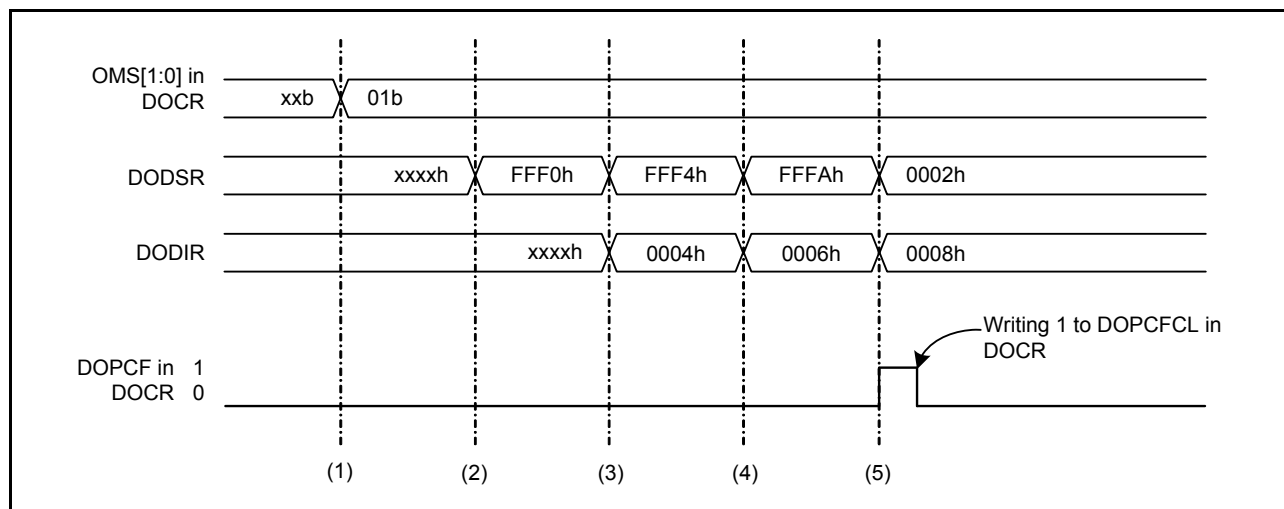 OMS[1:0] in
DOCR
xxb
01b
DODSR
xxxxh
FFF0h
FFF4h
FFFAh
0002h
DODIR
xxxxh
0004h
0006h
0008h
Writing 1 to DOPCFCL in
DOCR
DOPCF in 1
DOCR 0
(1)
(2)
(3)
(4)
(5)